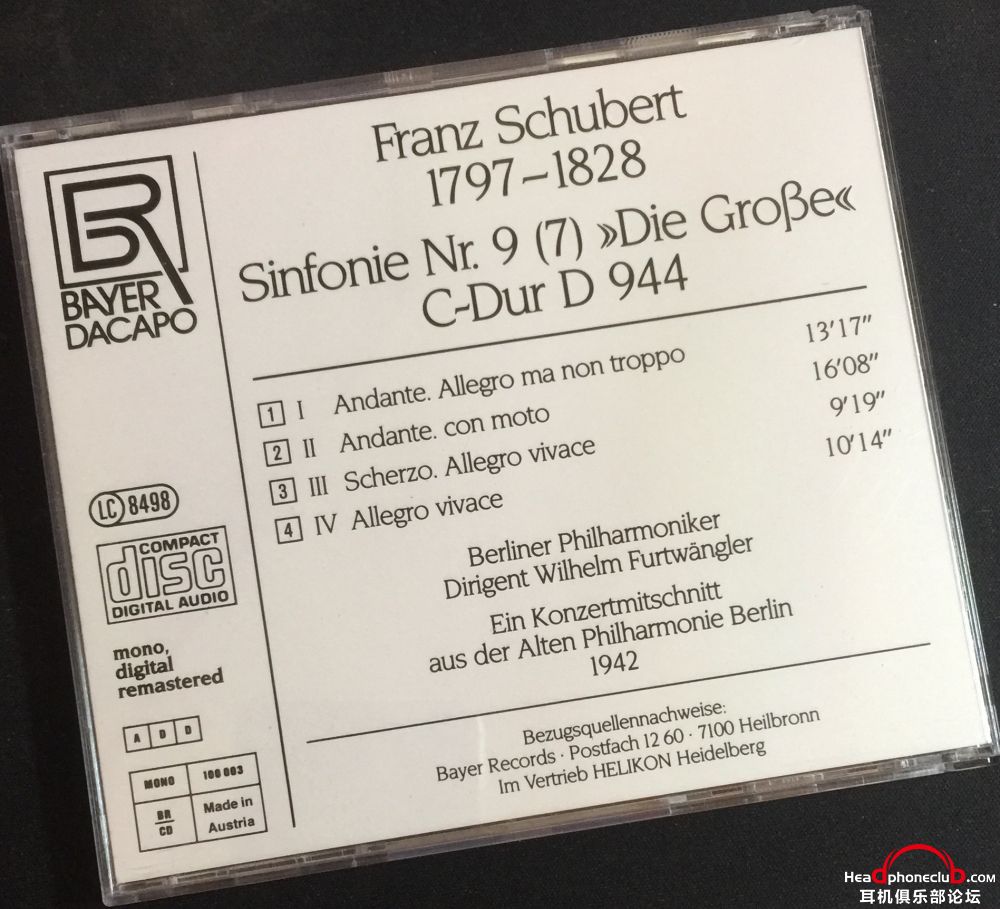 Franz Schubert
1797–1828
Sinfonie Nr. 9 (7) »Die Große«
C-Dur D 944
BR
BAYER
DACAPO
1 I Andante. Allegro ma non troppo 13'17"
2 II Andante. con moto 16'08"
3 III Scherzo. Allegro vivace 9'19"
4 IV Allegro vivace 10'14"
Berliner Philharmoniker
Dirigent Wilhelm Furtwängler
Ein Konzertmitschnitt
aus der Alten Philharmonie Berlin
1942
LC 8498
COMPACT
disc
DIGITAL AUDIO
mono,
digital
remastered
A D D
MONO 100 003
BR
CD
Made in
Austria
Bezugsquellennachweise:
Bayer Records · Postfach 12 60 · 7100 Heilbronn
Im Vertrieb HELIKON Heidelberg
Headphoneclub.com
耳机俱乐部论坛